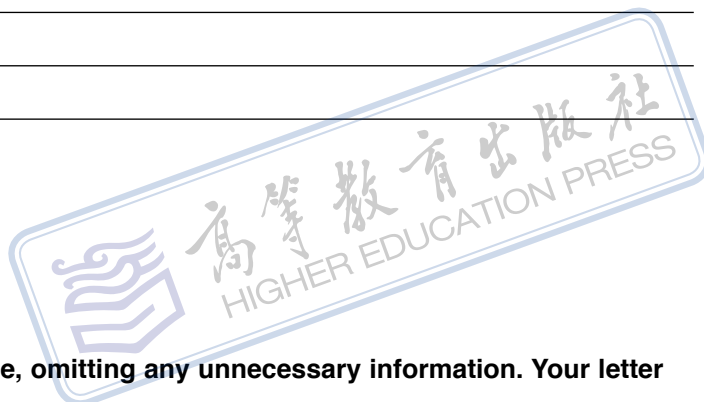 高等教育出版社
HIGHER EDUCATION PRESS
e, omitting any unnecessary information. Your letter